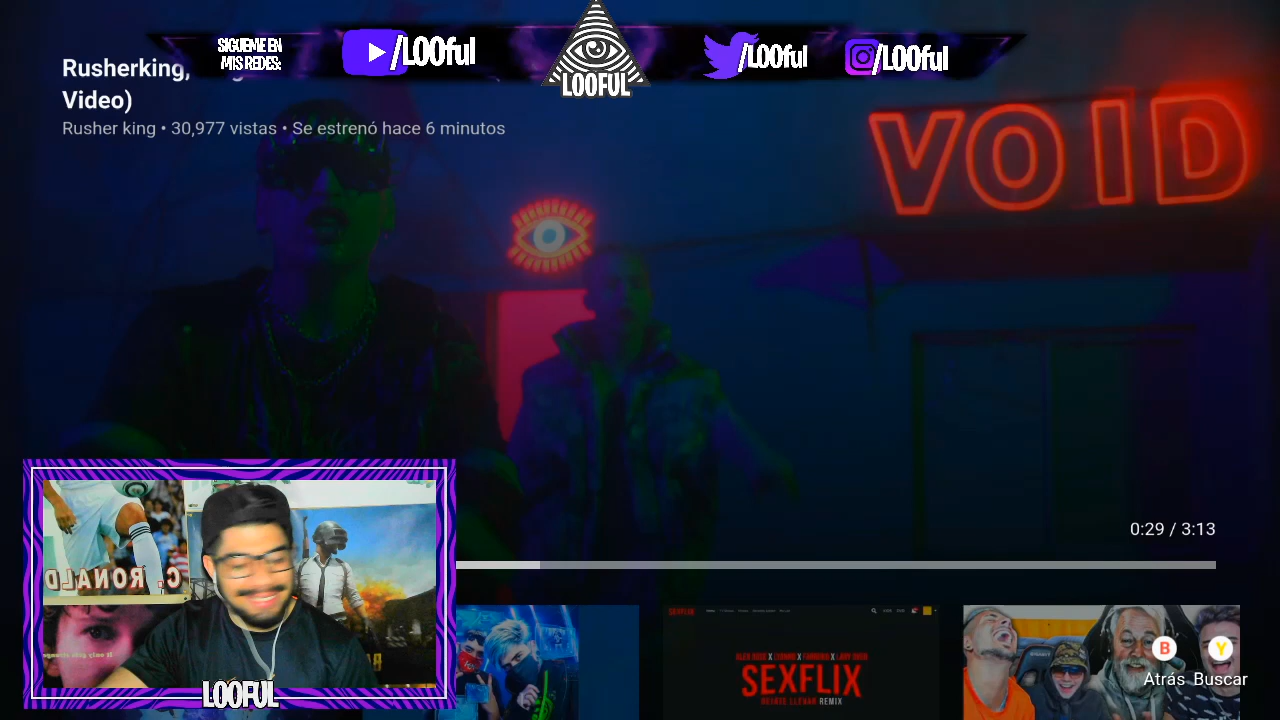 SIGUEME EN
MIS REDES:
/LOOful
LOOFUL
/LOOful
/LOOful
Rusherking,
Video)
Rusher king • 30,977 vistas • Se estrenó hace 6 minutos
VOID
0:29 / 3:13
C. RONALD
LOOFUL
SEXFLIX
REMIX
B
Y
Atrás
Buscar